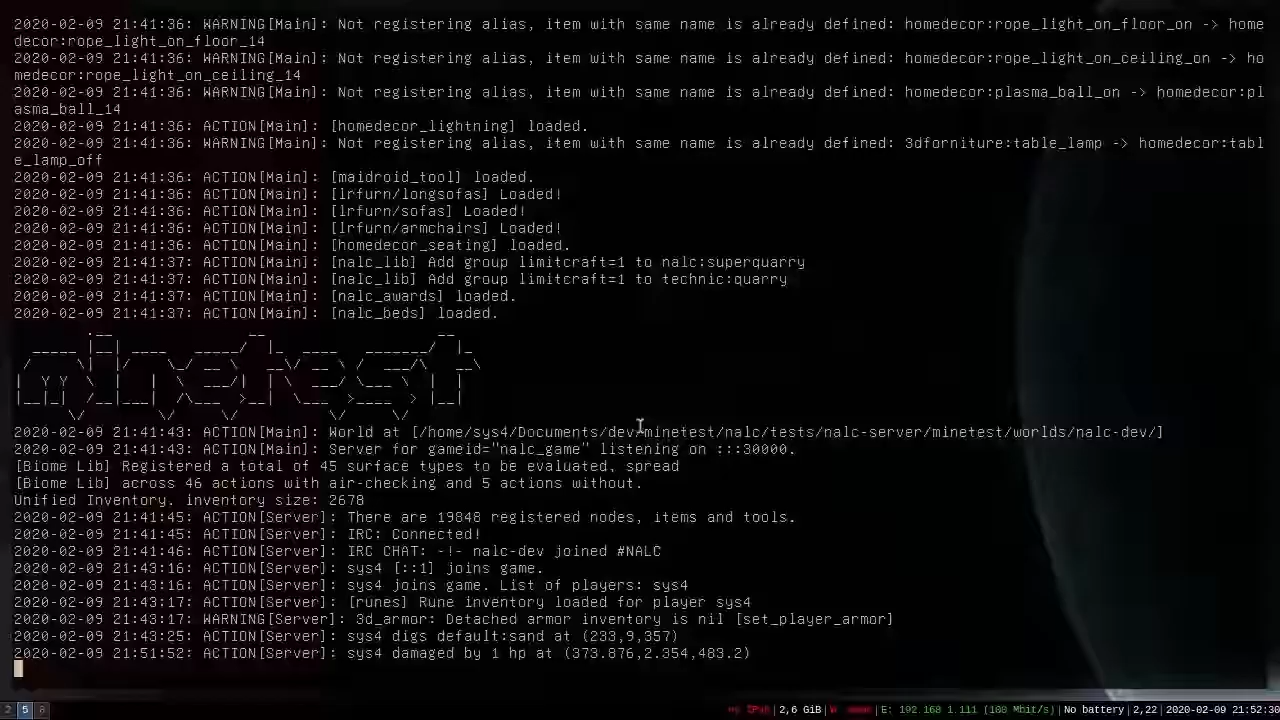 2020-02-09 21:41:36: WARNING[Main]: Not registering alias, item with same name is already defined: homedecor:rope_light_on_floor_on -> home
decor:rope_light_on_floor_14
2020-02-09 21:41:36: WARNING[Main]: Not registering alias, item with same name is already defined: homedecor:rope_light_on_ceiling_on -> ho
medecor:rope_light_on_ceiling_14
2020-02-09 21:41:36: WARNING[Main]: Not registering alias, item with same name is already defined: homedecor:plasma_ball_on -> homedecor:pl
asma_ball_14
2020-02-09 21:41:36: ACTION[Main]: [homedecor_lightning] loaded.
2020-02-09 21:41:36: WARNING[Main]: Not registering alias, item with same name is already defined: 3dforniture:table_lamp -> homedecor:tabl
e_lamp_off
2020-02-09 21:41:36: ACTION[Main]: [maidroid_tool] loaded.
2020-02-09 21:41:36: ACTION[Main]: [lrfurn/longsofas] Loaded!
2020-02-09 21:41:36: ACTION[Main]: [lrfurn/sofas] Loaded!
2020-02-09 21:41:36: ACTION[Main]: [lrfurn/armchairs] Loaded!
2020-02-09 21:41:36: ACTION[Main]: [homedecor_seating] loaded.
2020-02-09 21:41:37: ACTION[Main]: [nalc_lib] Add group limitcraft=1 to nalc:superquarry
2020-02-09 21:41:37: ACTION[Main]: [nalc_lib] Add group limitcraft=1 to technic:quarry
2020-02-09 21:41:37: ACTION[Main]: [nalc_awards] loaded.
2020-02-09 21:41:37: ACTION[Main]: [nalc_beds] loaded.
minetest
2020-02-09 21:41:43: ACTION[Main]: World at [/home/sys4/Documents/dev/minetest/nalc/tests/nalc-server/minetest/worlds/nalc-dev/]
2020-02-09 21:41:43: ACTION[Main]: Server for gameid="nalc_game" listening on :::30000.
[Biome Lib] Registered a total of 45 surface types to be evaluated, spread
[Biome Lib] across 46 actions with air-checking and 5 actions without.
Unified Inventory. inventory size: 2678
2020-02-09 21:41:45: ACTION[Server]: There are 19848 registered nodes, items and tools.
2020-02-09 21:41:45: ACTION[Server]: IRC: Connected!
2020-02-09 21:41:46: ACTION[Server]: IRC CHAT: -!- nalc-dev joined #NALC
2020-02-09 21:43:16: ACTION[Server]: sys4 [::1] joins game.
2020-02-09 21:43:16: ACTION[Server]: sys4 joins game. List of players: sys4
2020-02-09 21:43:17: ACTION[Server]: [runes] Rune inventory loaded for player sys4
2020-02-09 21:43:17: WARNING[Server]: 3d_armor: Detached armor inventory is nil [set_player_armor]
2020-02-09 21:43:25: ACTION[Server]: sys4 digs default:sand at (233,9,357)
2020-02-09 21:51:52: ACTION[Server]: sys4 damaged by 1 hp at (373.876,2.354,483.2)
2 5 8 |2,6 GiB| |E: 192.168.1.111 (100 Mbit/s)|No battery|2,22|2020-02-09 21:52:30